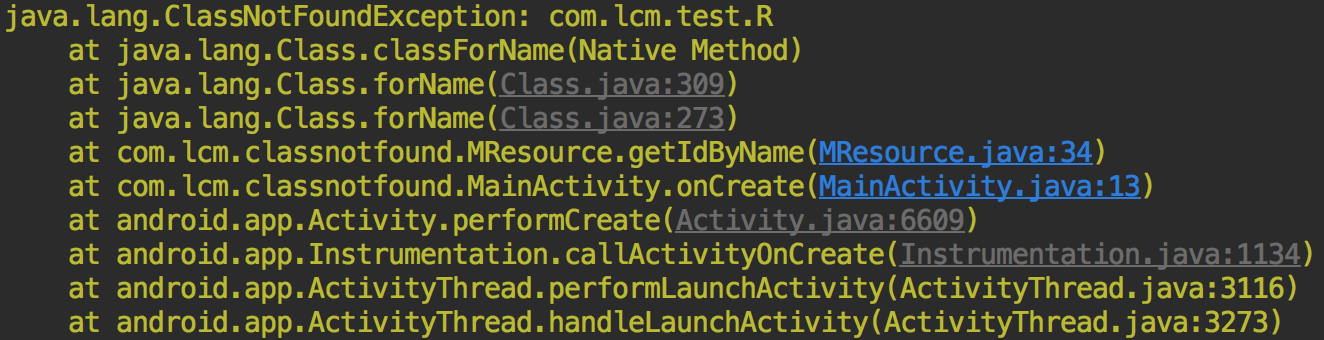 java.lang.ClassNotFoundException: com.lcm.test.R
at java.lang.Class.classForName(Native Method)
at java.lang.Class.forName(Class.java:309)
at java.lang.Class.forName(Class.java:273)
at com.lcm.classnotfound.MResource.getIdByName(MResource.java:34)
at com.lcm.classnotfound.MainActivity.onCreate(MainActivity.java:13)
at android.app.Activity.performCreate(Activity.java:6609)
at android.app.Instrumentation.callActivityOnCreate(Instrumentation.java:1134)
at android.app.ActivityThread.performLaunchActivity(ActivityThread.java:3116)
at android.app.ActivityThread.handleLaunchActivity(ActivityThread.java:3273)